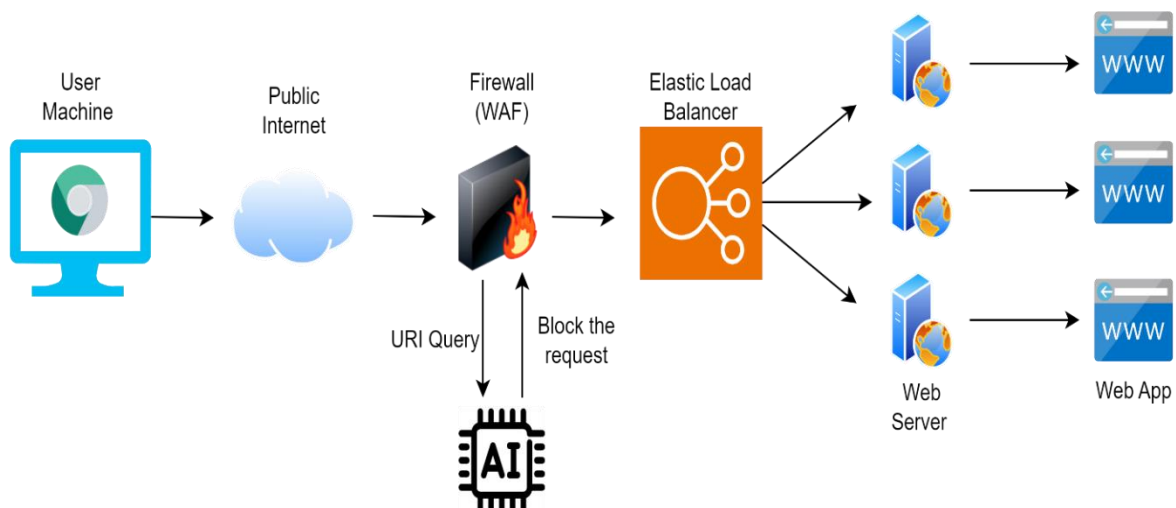 User
Machine
Public
Internet
Firewall
(WAF)
Elastic Load
Balancer
WWW
WWW
WWW
URI Query
Block the
request
AI
Web
Server
Web App